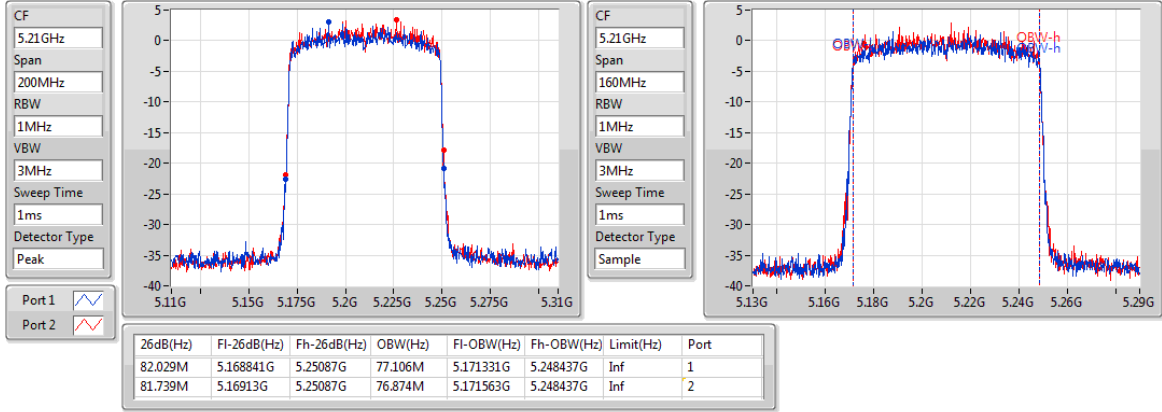 CF
5.21GHz
Span
200MHz
RBW
1MHz
VBW
3MHz
Sweep Time
1ms
Detector Type
Peak
Port 1
Port 2
5-
0-
-5-
-10-
-15-
-20-
-25-
-30-
-35-
-40-
5.11G 5.15G 5.175G 5.20G 5.225G 5.25G 5.275G 5.31G
CF
5.21GHz
Span
160MHz
RBW
1MHz
VBW
3MHz
Sweep Time
1ms
Detector Type
Sample
5-
0-
-5-
-10-
-15-
-20-
-25-
-30-
-35-
-40-
OBW-h
OBW-h
5.13G 5.16G 5.18G 5.2G 5.22G 5.24G 5.26G 5.29G
26dB(Hz) Fl-26dB(Hz) Fh-26dB(Hz) OBW(Hz) Fl-OBW(Hz) Fh-OBW(Hz) Limit(Hz) Port
82.029M 5.168841G 5.25087G 77.106M 5.171331G 5.248437G Inf 1
81.739M 5.16913G 5.25087G 76.874M 5.171563G 5.248437G Inf 2